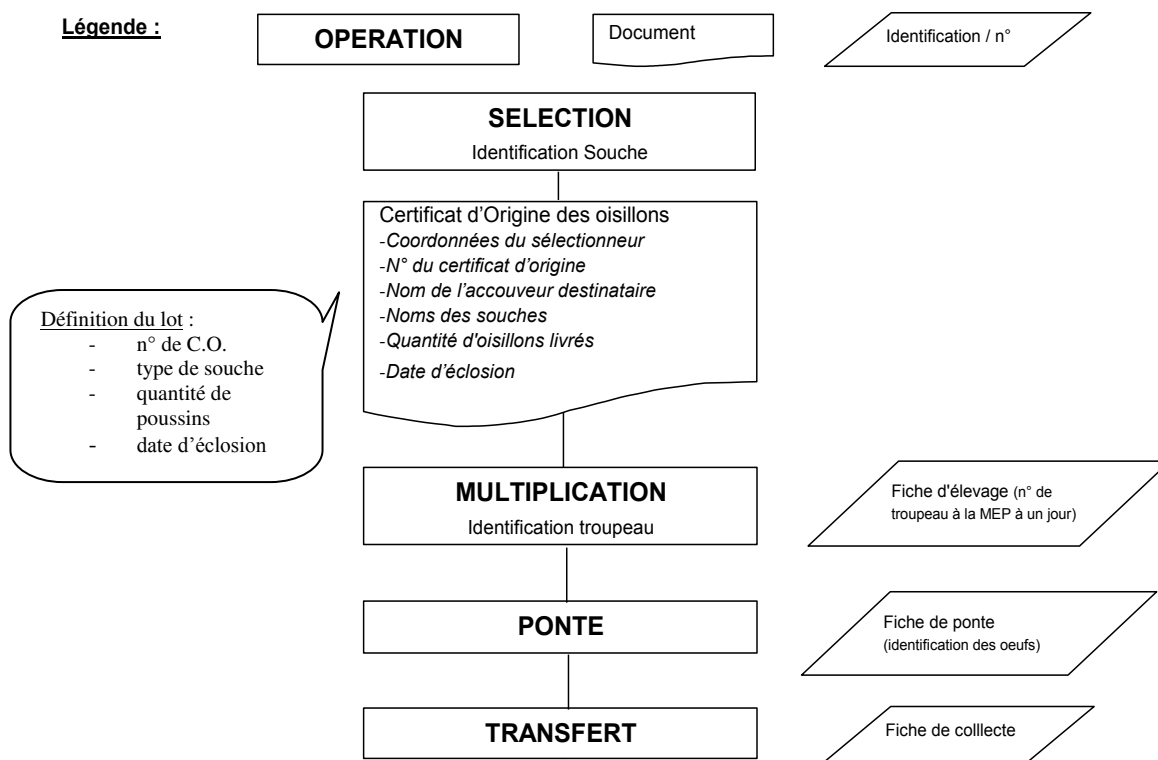 Légende :
OPERATION
Document
Identification / n°
SELECTION
Identification Souche
Certificat d'Origine des oisillons
-Coordonnées du sélectionneur
-N° du certificat d'origine
-Nom de l'accouveur destinataire
-Noms des souches
-Quantité d'oisillons livrés
-Date d'éclosion
Définition du lot :
- n° de C.O.
- type de souche
- quantité de
poussins
- date d'éclosion
MULTIPLICATION
Identification troupeau
Fiche d'élevage (n° de
troupeau à la MEP à un jour)
PONTE
Fiche de ponte
(identification des oeufs)
TRANSFERT
Fiche de colllecte